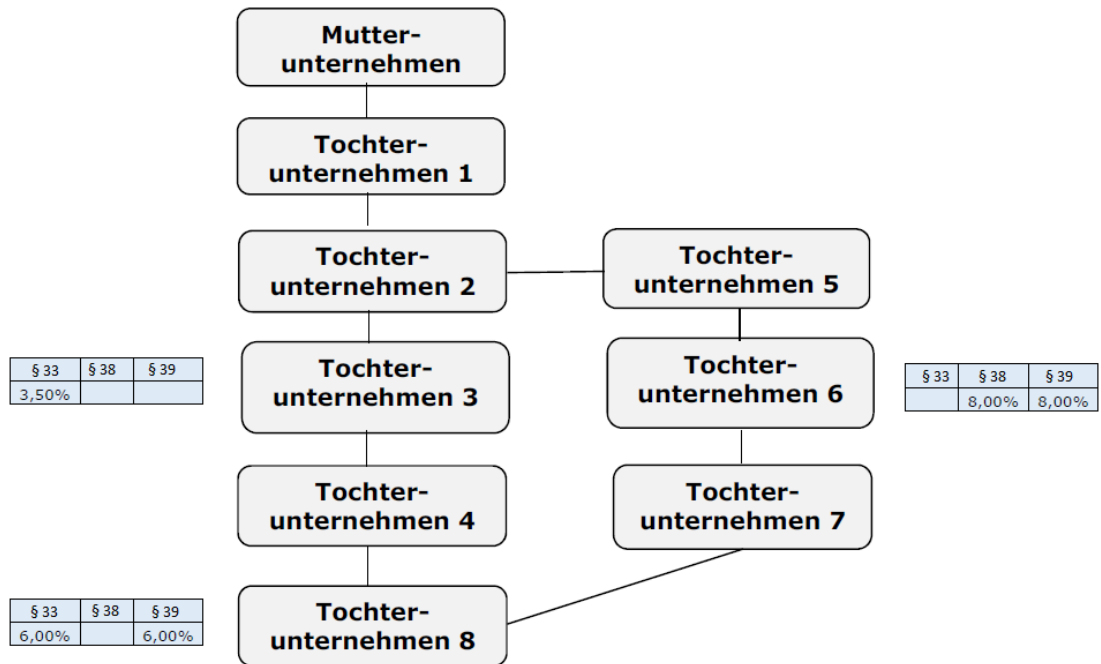 Mutter-
unternehmen
Tochter-
unternehmen 1
Tochter-
unternehmen 2
Tochter-
unternehmen 5
§ 33 § 38 § 39
3,50%
Tochter-
unternehmen 3
Tochter-
unternehmen 6
§ 33 § 38 § 39
8,00% 8,00%
Tochter-
unternehmen 4
Tochter-
unternehmen 7
§ 33 § 38 § 39
6,00% 6,00%
Tochter-
unternehmen 8